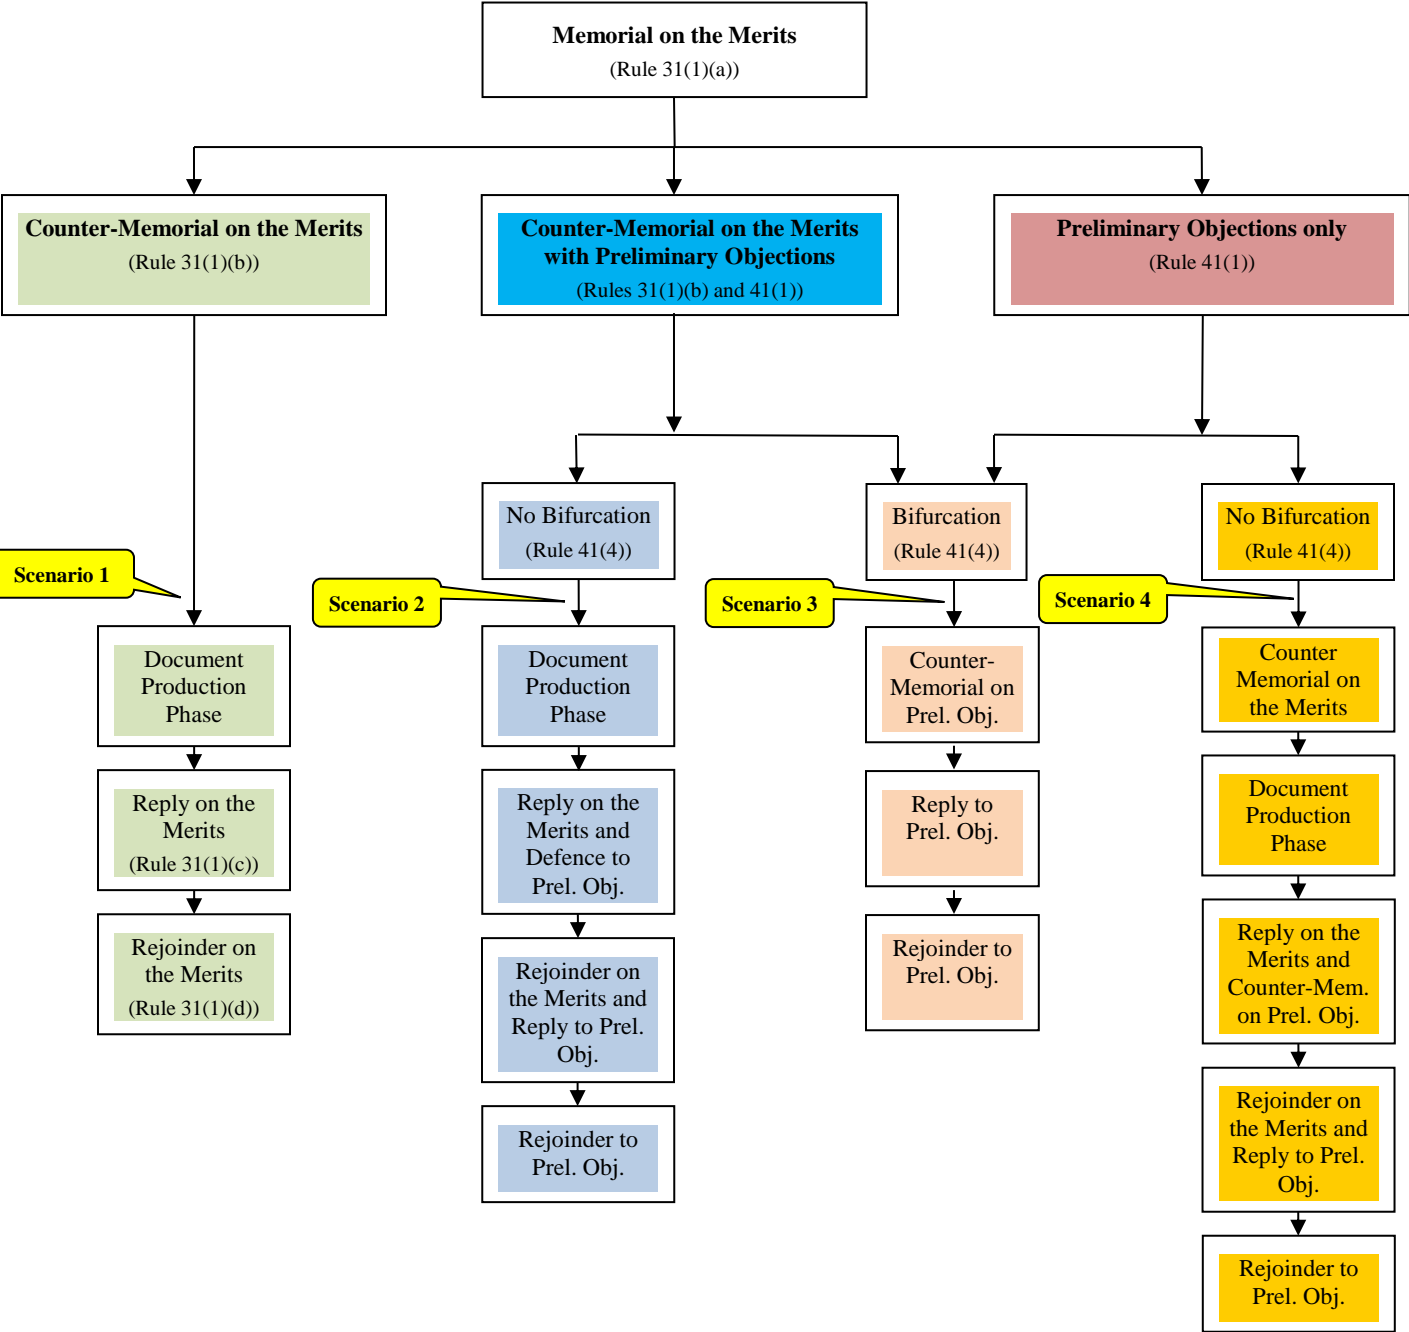 Memorial on the Merits
(Rule 31(1)(a))
Counter-Memorial on the Merits
(Rule 31(1)(b))
Counter-Memorial on the Merits
with Preliminary Objections
(Rules 31(1)(b) and 41(1))
Preliminary Objections only
(Rule 41(1))
Scenario 1
Document
Production
Phase
Reply on the
Merits
(Rule 31(1)(c))
Rejoinder on
the Merits
(Rule 31(1)(d))
No Bifurcation
(Rule 41(4))
Scenario 2
Document
Production
Phase
Reply on the
Merits and
Defence to
Prel. Obj.
Rejoinder on
the Merits and
Reply to Prel.
Obj.
Rejoinder to
Prel. Obj.
Bifurcation
(Rule 41(4))
Scenario 3
Counter-
Memorial on
Prel. Obj.
Reply to
Prel. Obj.
Rejoinder to
Prel. Obj.
No Bifurcation
(Rule 41(4))
Scenario 4
Counter
Memorial on
the Merits
Document
Production
Phase
Reply on the
Merits and
Counter-Mem.
on Prel. Obj.
Rejoinder on
the Merits and
Reply to Prel.
Obj.
Rejoinder to
Prel. Obj.